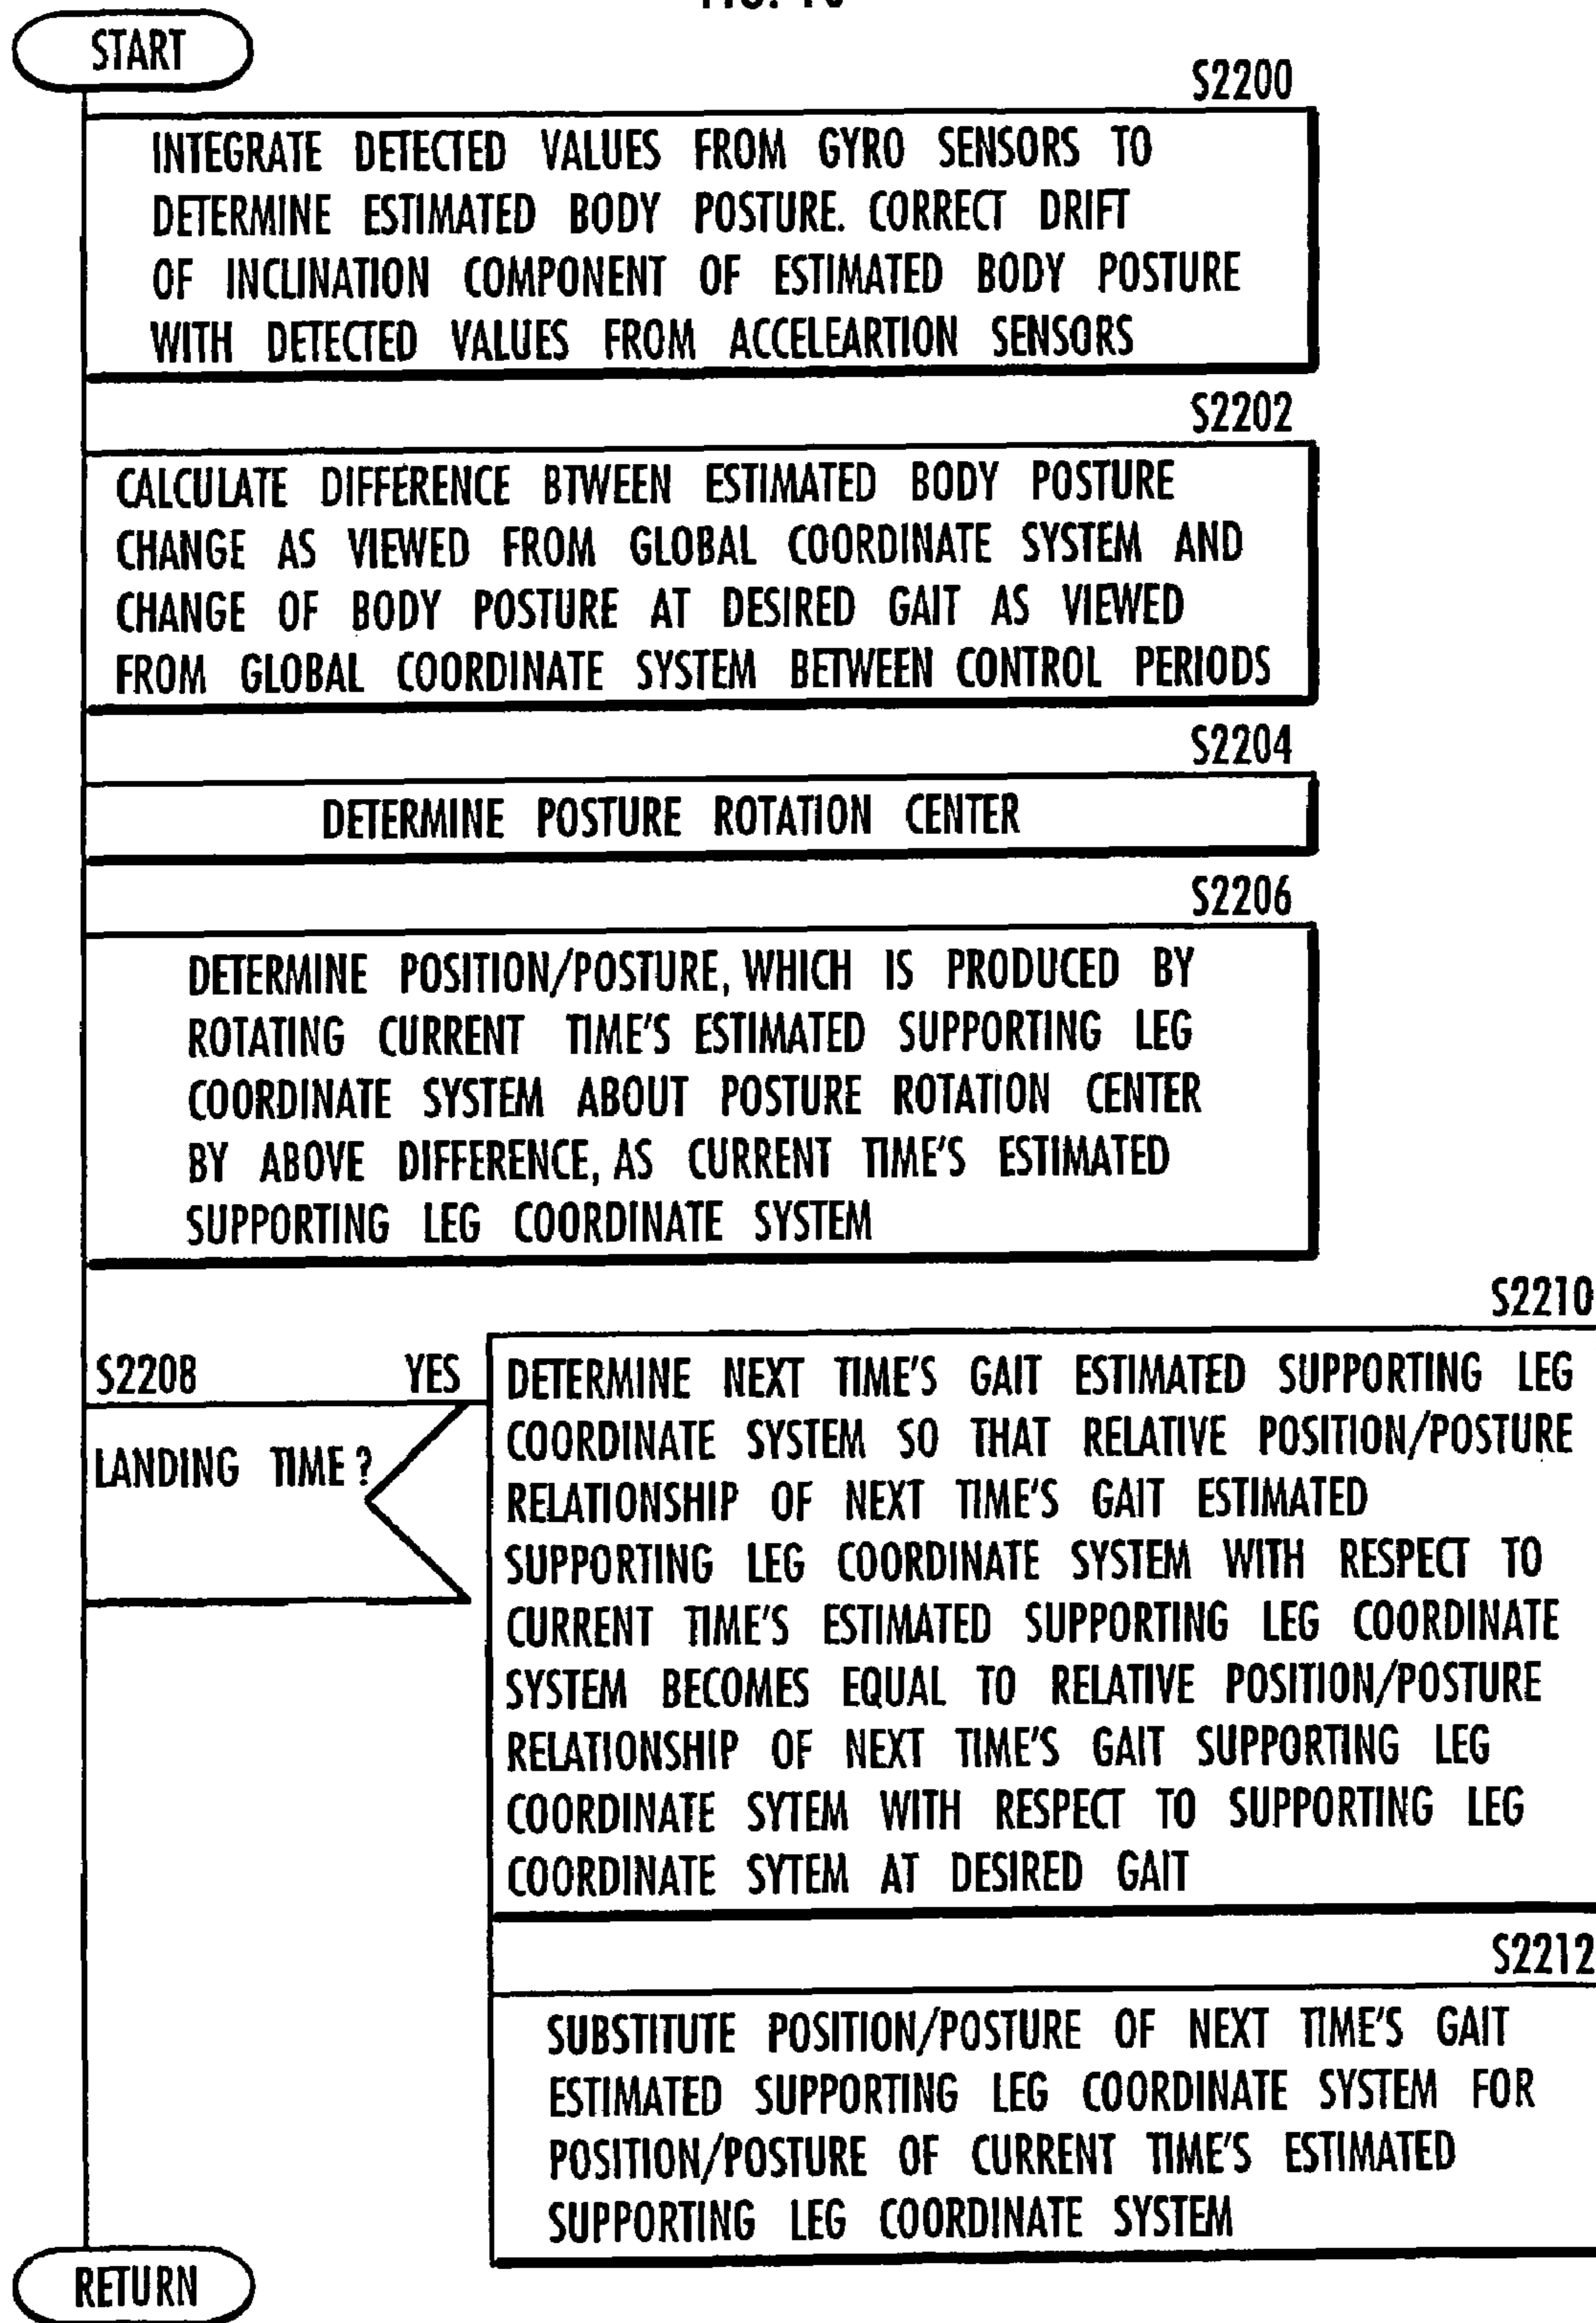 START
S2200
INTEGRATE DETECTED VALUES FROM GYRO SENSORS TO
DETERMINE ESTIMATED BODY POSTURE. CORRECT DRIFT
OF INCLINATION COMPONENT OF ESTIMATED BODY POSTURE
WITH DETECTED VALUES FROM ACCELEARTION SENSORS
S2202
CALCULATE DIFFERENCE BTWEEN ESTIMATED BODY POSTURE
CHANGE AS VIEWED FROM GLOBAL COORDINATE SYSTEM AND
CHANGE OF BODY POSTURE AT DESIRED GAIT AS VIEWED
FROM GLOBAL COORDINATE SYSTEM BETWEEN CONTROL PERIODS
S2204
DETERMINE POSTURE ROTATION CENTER
S2206
DETERMINE POSITION/POSTURE, WHICH IS PRODUCED BY
ROTATING CURRENT TIME'S ESTIMATED SUPPORTING LEG
COORDINATE SYSTEM ABOUT POSTURE ROTATION CENTER
BY ABOVE DIFFERENCE, AS CURRENT TIME'S ESTIMATED
SUPPORTING LEG COORDINATE SYSTEM
S2208 YES
LANDING TIME?
S2210
DETERMINE NEXT TIME'S GAIT ESTIMATED SUPPORTING LEG
COORDINATE SYSTEM SO THAT RELATIVE POSITION/POSTURE
RELATIONSHIP OF NEXT TIME'S GAIT ESTIMATED
SUPPORTING LEG COORDINATE SYSTEM WITH RESPECT TO
CURRENT TIME'S ESTIMATED SUPPORTING LEG COORDINATE
SYSTEM BECOMES EQUAL TO RELATIVE POSITION/POSTURE
RELATIONSHIP OF NEXT TIME'S GAIT SUPPORTING LEG
COORDINATE SYTEM WITH RESPECT TO SUPPORTING LEG
COORDINATE SYTEM AT DESIRED GAIT
S2212
SUBSTITUTE POSITION/POSTURE OF NEXT TIME'S GAIT
ESTIMATED SUPPORTING LEG COORDINATE SYSTEM FOR
POSITION/POSTURE OF CURRENT TIME'S ESTIMATED
SUPPORTING LEG COORDINATE SYSTEM
RETURN